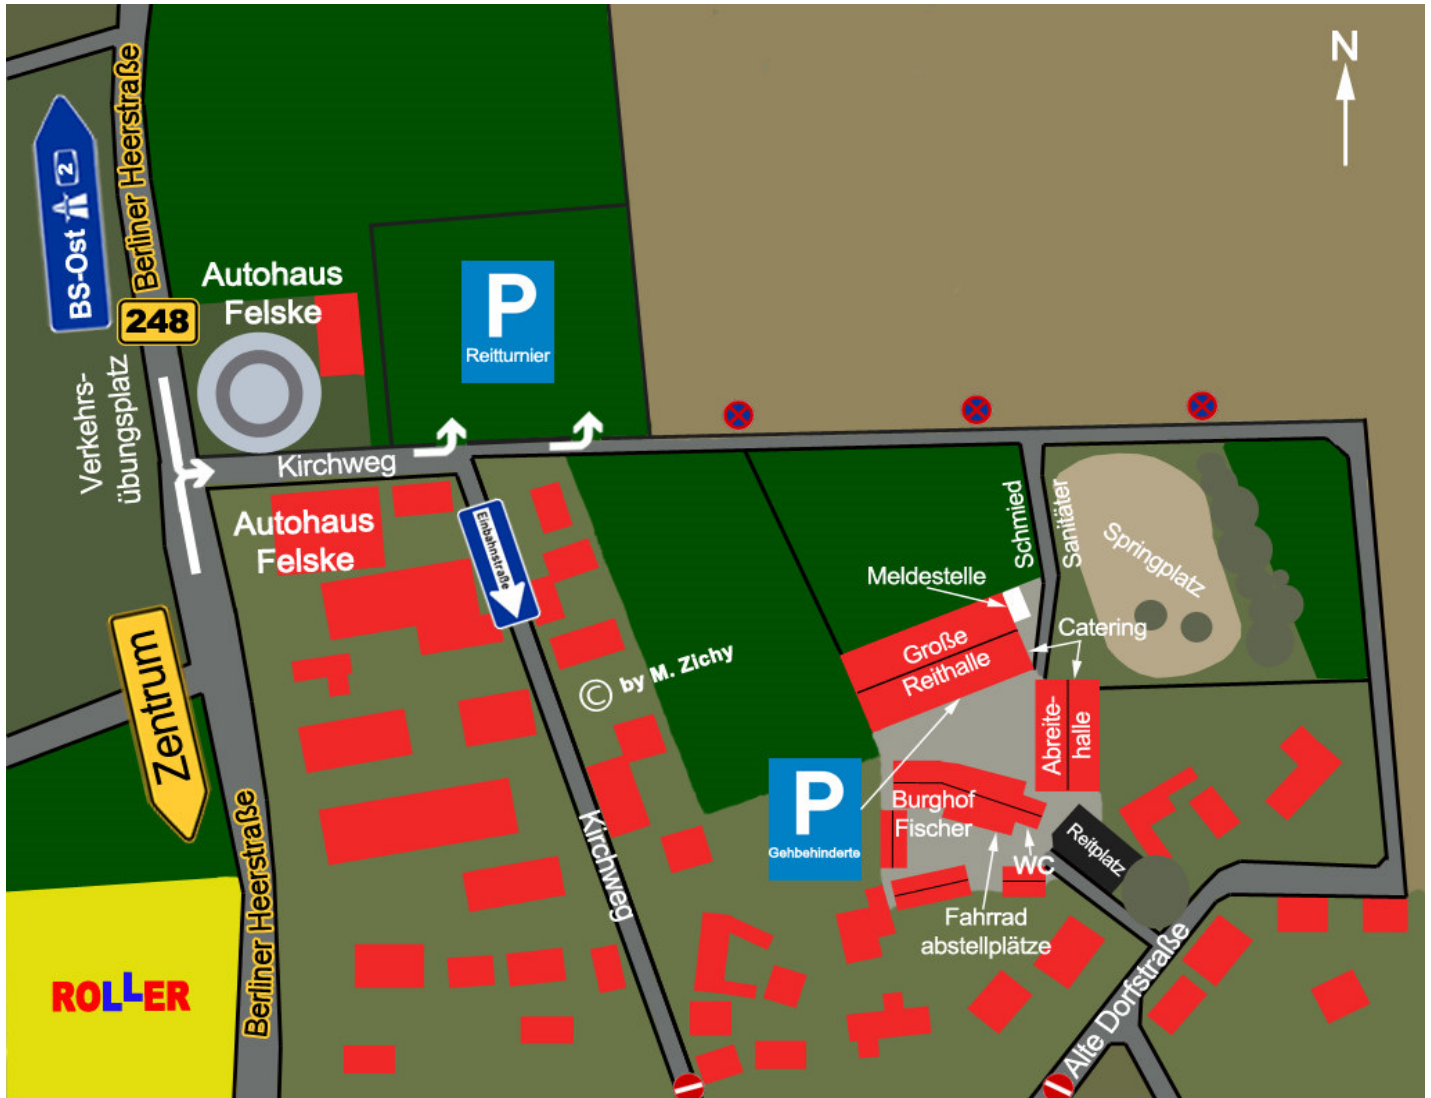 N
Berliner Heerstraße
BS-Ost 2
Autohaus
Felske
248
P
Reitturnier
Verkehrs-
übungsplatz
Kirchweg
Autohaus
Felske
Einbahnstraße
Schmied
Sanitäter
Springplatz
Meldestelle
Catering
Große
Reithalle
© by M. Zichy
Zentrum
Abreite-
halle
P
Gehbehinderte
Burghof
Fischer
Reitplatz
WC
Kirchweg
Fahrrad
abstellplätze
Berliner Heerstraße
ROLLER
Alte Dorfstraße